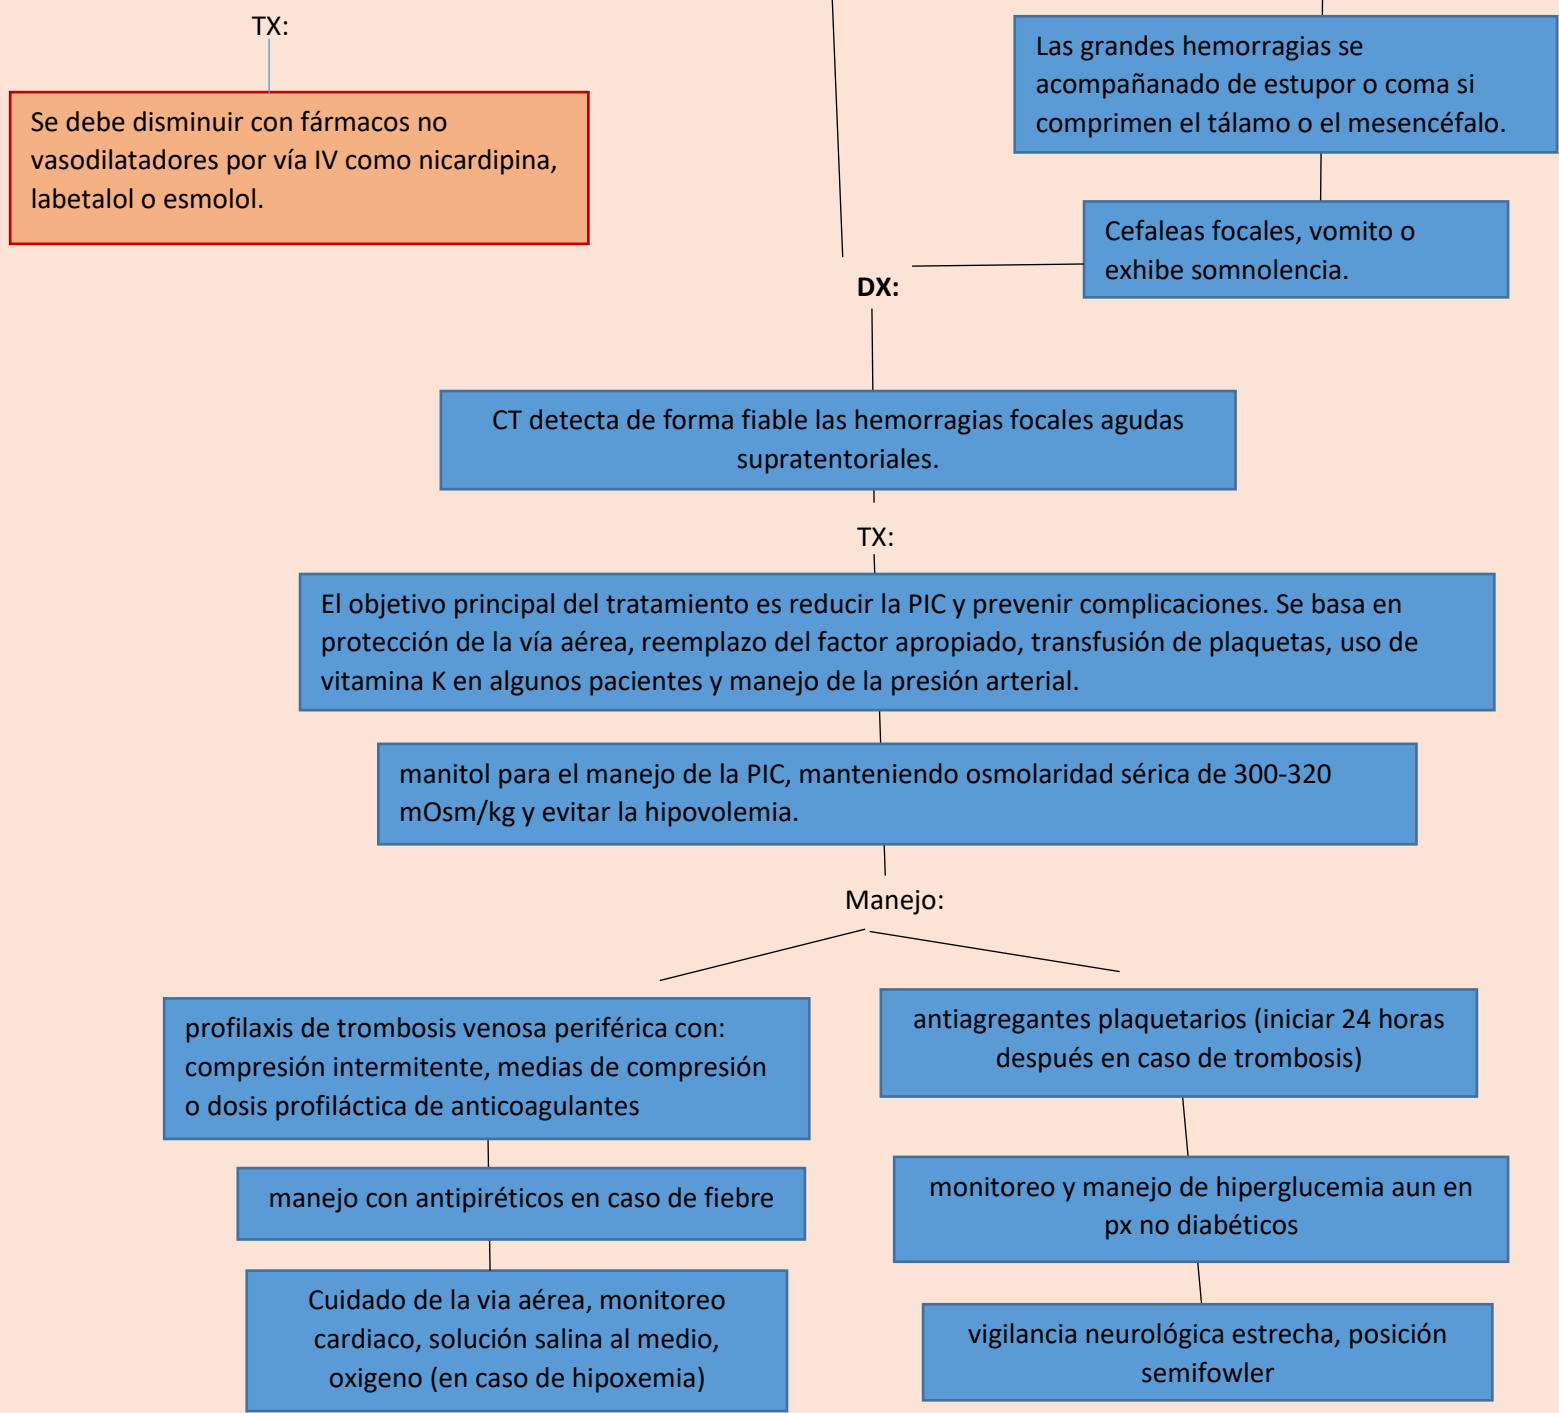 TX:
Se debe disminuir con fármacos no
vasodilatadores por vía IV como nicardipina,
labetalol o esmolol.
Las grandes hemorragias se
acompañanado de estupor o coma si
comprimen el tálamo o el mesencéfalo.
Cefaleas focales, vomito o
exhibe somnolencia.
DX:
CT detecta de forma fiable las hemorragias focales agudas
supratentoriales.
TX:
El objetivo principal del tratamiento es reducir la PIC y prevenir complicaciones. Se basa en
protección de la vía aérea, reemplazo del factor apropiado, transfusión de plaquetas, uso de
vitamina K en algunos pacientes y manejo de la presión arterial.
manitol para el manejo de la PIC, manteniendo osmolaridad sérica de 300-320
mOsm/kg y evitar la hipovolemia.
Manejo:
profilaxis de trombosis venosa periférica con:
compresión intermitente, medias de compresión
o dosis profiláctica de anticoagulantes
manejo con antipiréticos en caso de fiebre
Cuidado de la via aérea, monitoreo
cardiaco, solución salina al medio,
oxigeno (en caso de hipoxemia)
antiagregantes plaquetarios (iniciar 24 horas
después en caso de trombosis)
monitoreo y manejo de hiperglucemia aun en
px no diabéticos
vigilancia neurológica estrecha, posición
semifowler